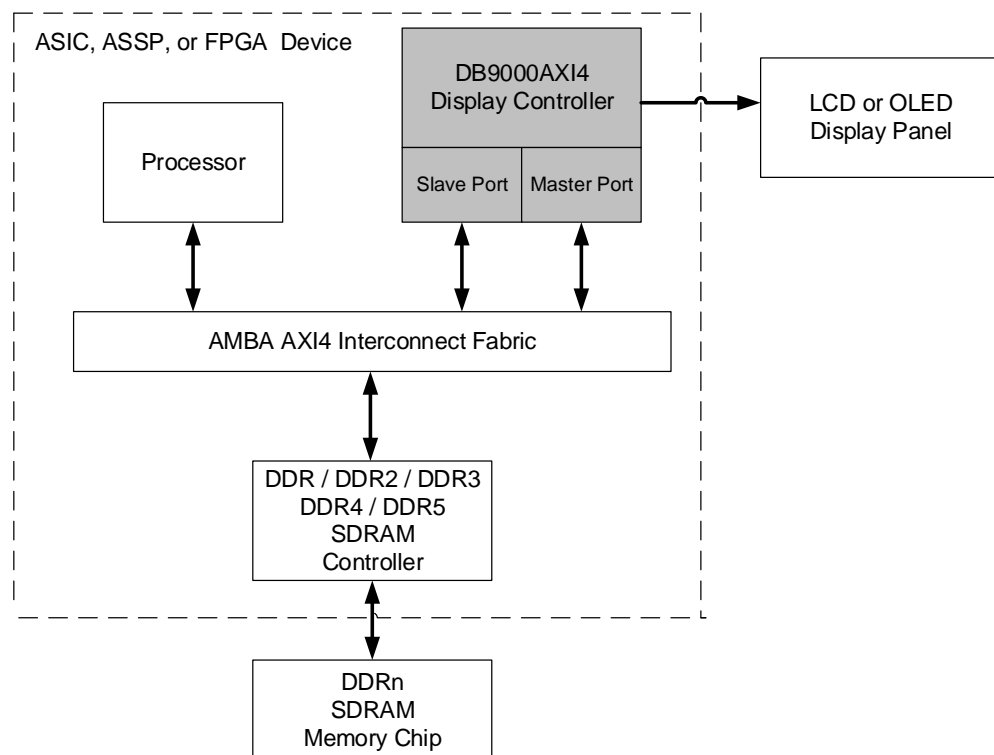 ASIC, ASSP, or FPGA Device
DB9000AXI4
Display Controller
LCD or OLED
Display Panel
Processor
Slave Port
Master Port
AMBA AXI4 Interconnect Fabric
DDR / DDR2 / DDR3
DDR4 / DDR5
SDRAM
Controller
DDRn
SDRAM
Memory Chip